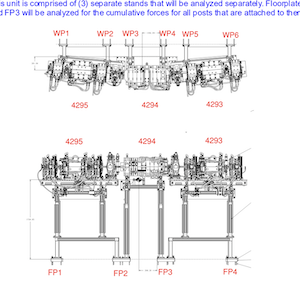 s unit is comprised of (3) separate stands that will be analyzed separately. Floorplate
d FP3 will be analyzed for the cumulative forces for all posts that are attached to ther
WP1 WP2 WP3 WP4 WP5 WP6
4295 4294 4293
4295 4294 4293
FP1 FP2 FP3 FP4